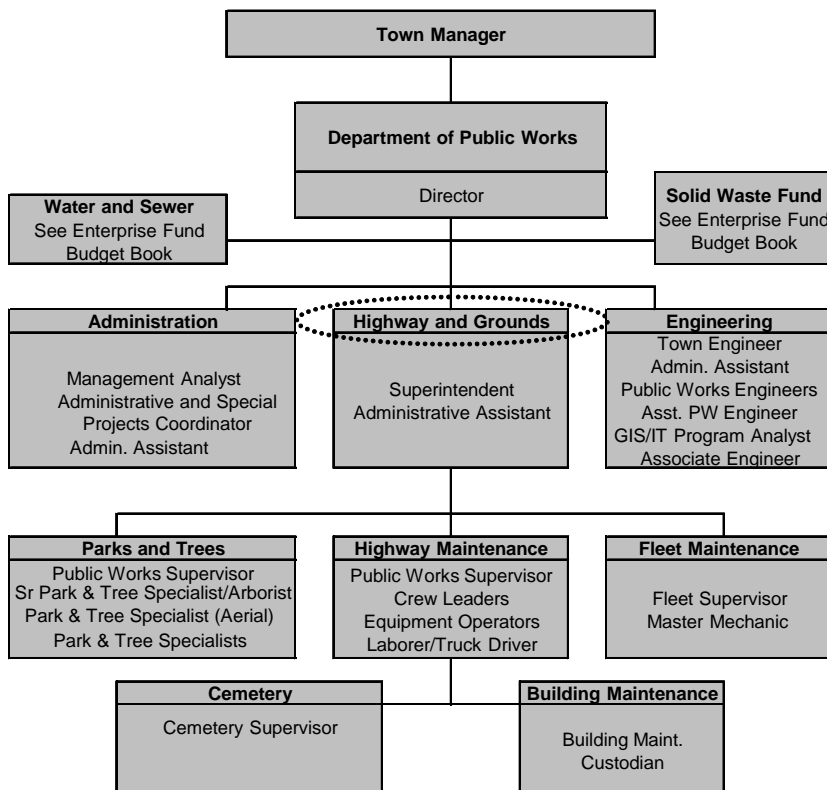 Town Manager
Department of Public Works
Director
Water and Sewer
See Enterprise Fund
Budget Book
Solid Waste Fund
See Enterprise Fund
Budget Book
Administration
Management Analyst
Administrative and Special
Projects Coordinator
Admin. Assistant
Highway and Grounds
Superintendent
Administrative Assistant
Engineering
Town Engineer
Admin. Assistant
Public Works Engineers
Asst. PW Engineer
GIS/IT Program Analyst
Associate Engineer
Parks and Trees
Public Works Supervisor
Sr Park & Tree Specialist/Arborist
Park & Tree Specialist (Aerial)
Park & Tree Specialists
Highway Maintenance
Public Works Supervisor
Crew Leaders
Equipment Operators
Laborer/Truck Driver
Fleet Maintenance
Fleet Supervisor
Master Mechanic
Cemetery
Cemetery Supervisor
Building Maintenance
Building Maint.
Custodian